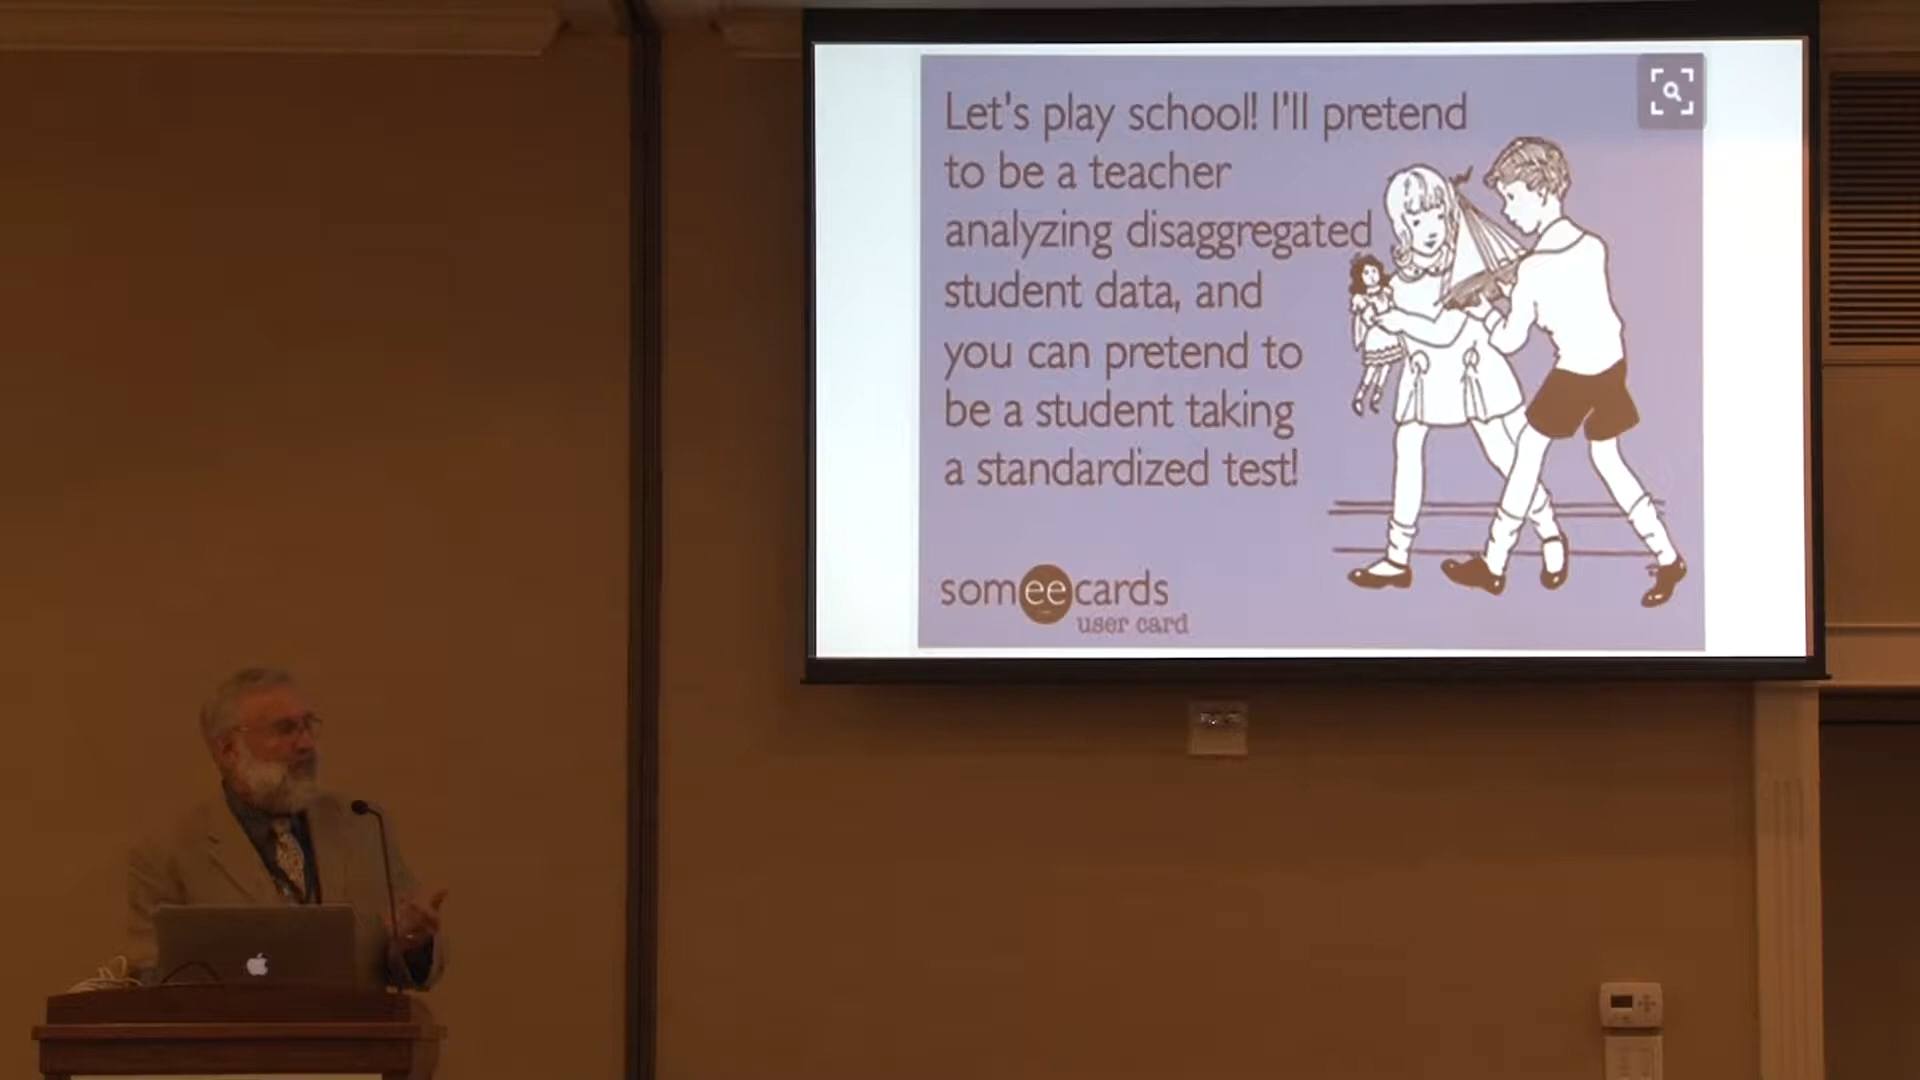 Let's play school! I'll pretend
to be a teacher
analyzing disaggregated
student data, and
you can pretend to
be a student taking
a standardized test!
someecards
user card